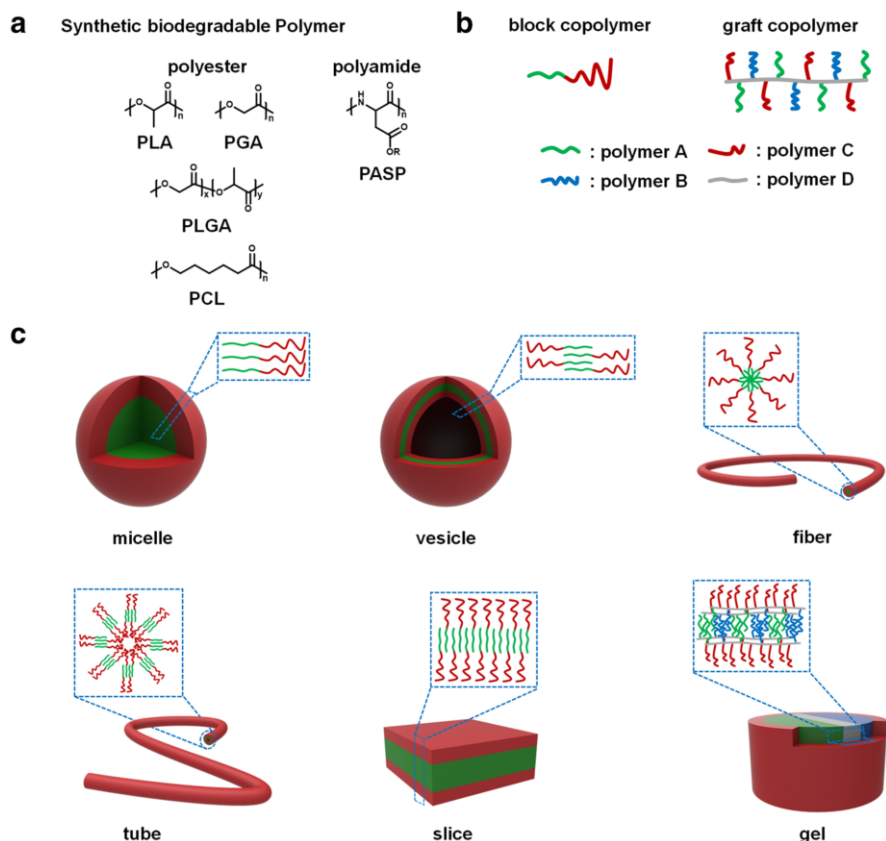 a Synthetic biodegradable Polymer
polyester
polyamide
O
O
n
PLA
O
O
n
PGA
H
N
O
n
O
OR
PASP
O
O
x
O
O
y
PLGA
O
O
n
PCL
b block copolymer
graft copolymer
: polymer A
: polymer C
: polymer B
: polymer D
c
micelle
vesicle
fiber
tube
slice
gel